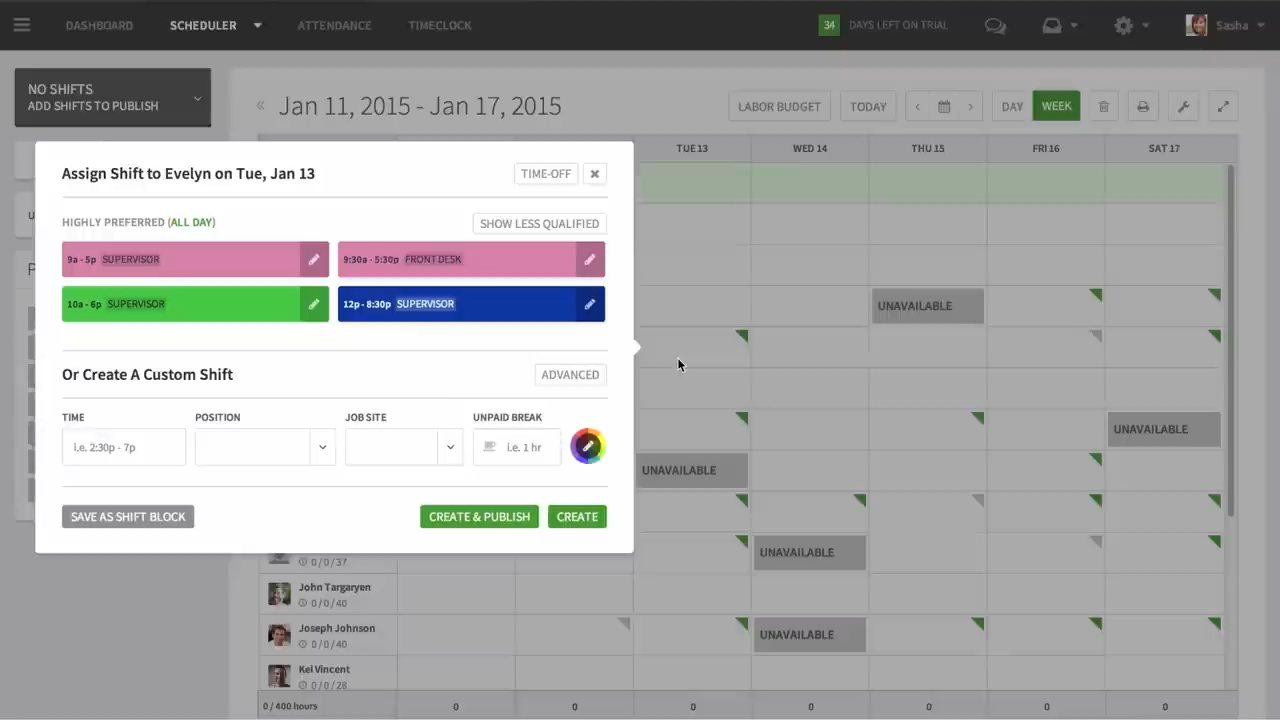 DASHBOARD SCHEDULER ATTENDANCE TIMECLOCK 34 DAYS LEFT ON TRIAL Sasha
NO SHIFTS
ADD SHIFTS TO PUBLISH
« Jan 11, 2015 - Jan 17, 2015 LABOR BUDGET TODAY DAY WEEK
TUE 13 WED 14 THU 15 FRI 16 SAT 17
Assign Shift to Evelyn on Tue, Jan 13 TIME-OFF
HIGHLY PREFERRED (ALL DAY) SHOW LESS QUALIFIED
9a - 5p SUPERVISOR 9:30a - 5:30p FRONT DESK
10a - 6p SUPERVISOR 12p - 8:30p SUPERVISOR
UNAVAILABLE
Or Create A Custom Shift ADVANCED
TIME POSITION JOB SITE UNPAID BREAK
i.e. 2:30p - 7p i.e. 1 hr
UNAVAILABLE
UNAVAILABLE
SAVE AS SHIFT BLOCK CREATE & PUBLISH CREATE
UNAVAILABLE
0 / 0 / 37
John Targaryen
0 / 0 / 40
Joseph Johnson
0 / 0 / 40
UNAVAILABLE
Kel Vincent
0 / 0 / 28
0 / 400 hours 0 0 0 0 0 0 0